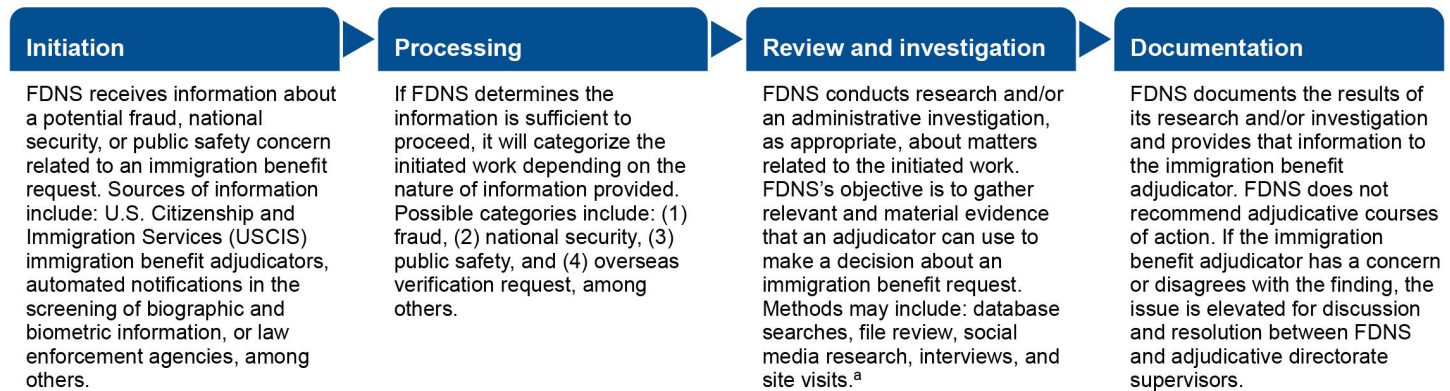 Initiation
FDNS receives information about
a potential fraud, national
security, or public safety concern
related to an immigration benefit
request. Sources of information
include: U.S. Citizenship and
Immigration Services (USCIS)
immigration benefit adjudicators,
automated notifications in the
screening of biographic and
biometric information, or law
enforcement agencies, among
others.
Processing
If FDNS determines the
information is sufficient to
proceed, it will categorize the
initiated work depending on the
nature of information provided.
Possible categories include: (1)
fraud, (2) national security, (3)
public safety, and (4) overseas
verification request, among
others.
Review and investigation
FDNS conducts research and/or
an administrative investigation,
as appropriate, about matters
related to the initiated work.
FDNS's objective is to gather
relevant and material evidence
that an adjudicator can use to
make a decision about an
immigration benefit request.
Methods may include: database
searches, file review, social
media research, interviews, and
site visits.ª
Documentation
FDNS documents the results of
its research and/or investigation
and provides that information to
the immigration benefit
adjudicator. FDNS does not
recommend adjudicative courses
of action. If the immigration
benefit adjudicator has a concern
or disagrees with the finding, the
issue is elevated for discussion
and resolution between FDNS
and adjudicative directorate
supervisors.